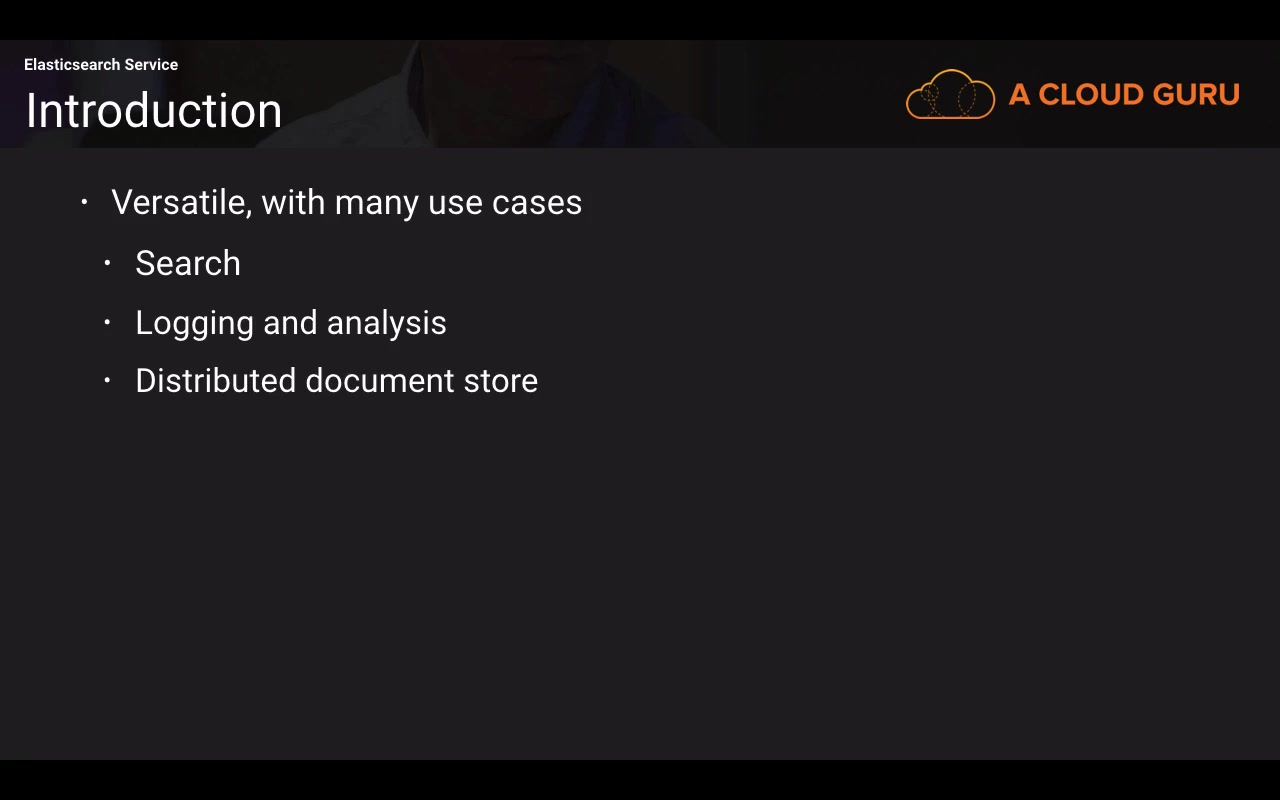 Elasticsearch Service
Introduction
A CLOUD GURU
• Versatile, with many use cases
• Search
• Logging and analysis
• Distributed document store